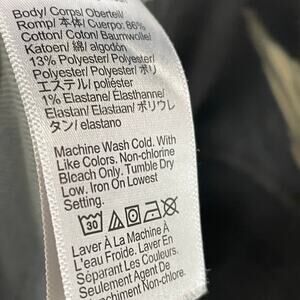 Body/ Corps/ Oberteil/
Romp/ 本体/ Cuerpo: 86%
Cotton/ Coton/ Baumwolle/
Katoen/ 綿/ algodón
13% Polyester/ Polyester/
Polyester/ Polyester/ ポリ
エステル/ poliéster
1% Elastane/ Elasthanne/
Elastan/ Elastaan/ ポリウレ
タン/ elastano
Machine Wash Cold. With
Like Colors. Non-chlorine
Bleach Only. Tumble Dry
Low. Iron On Lowest
Setting.
30
Laver À La Machine À
L'eau Froide. Laver En
Séparant Les Couleurs
Seulement Agent De
Blanchiment Non-chlore.